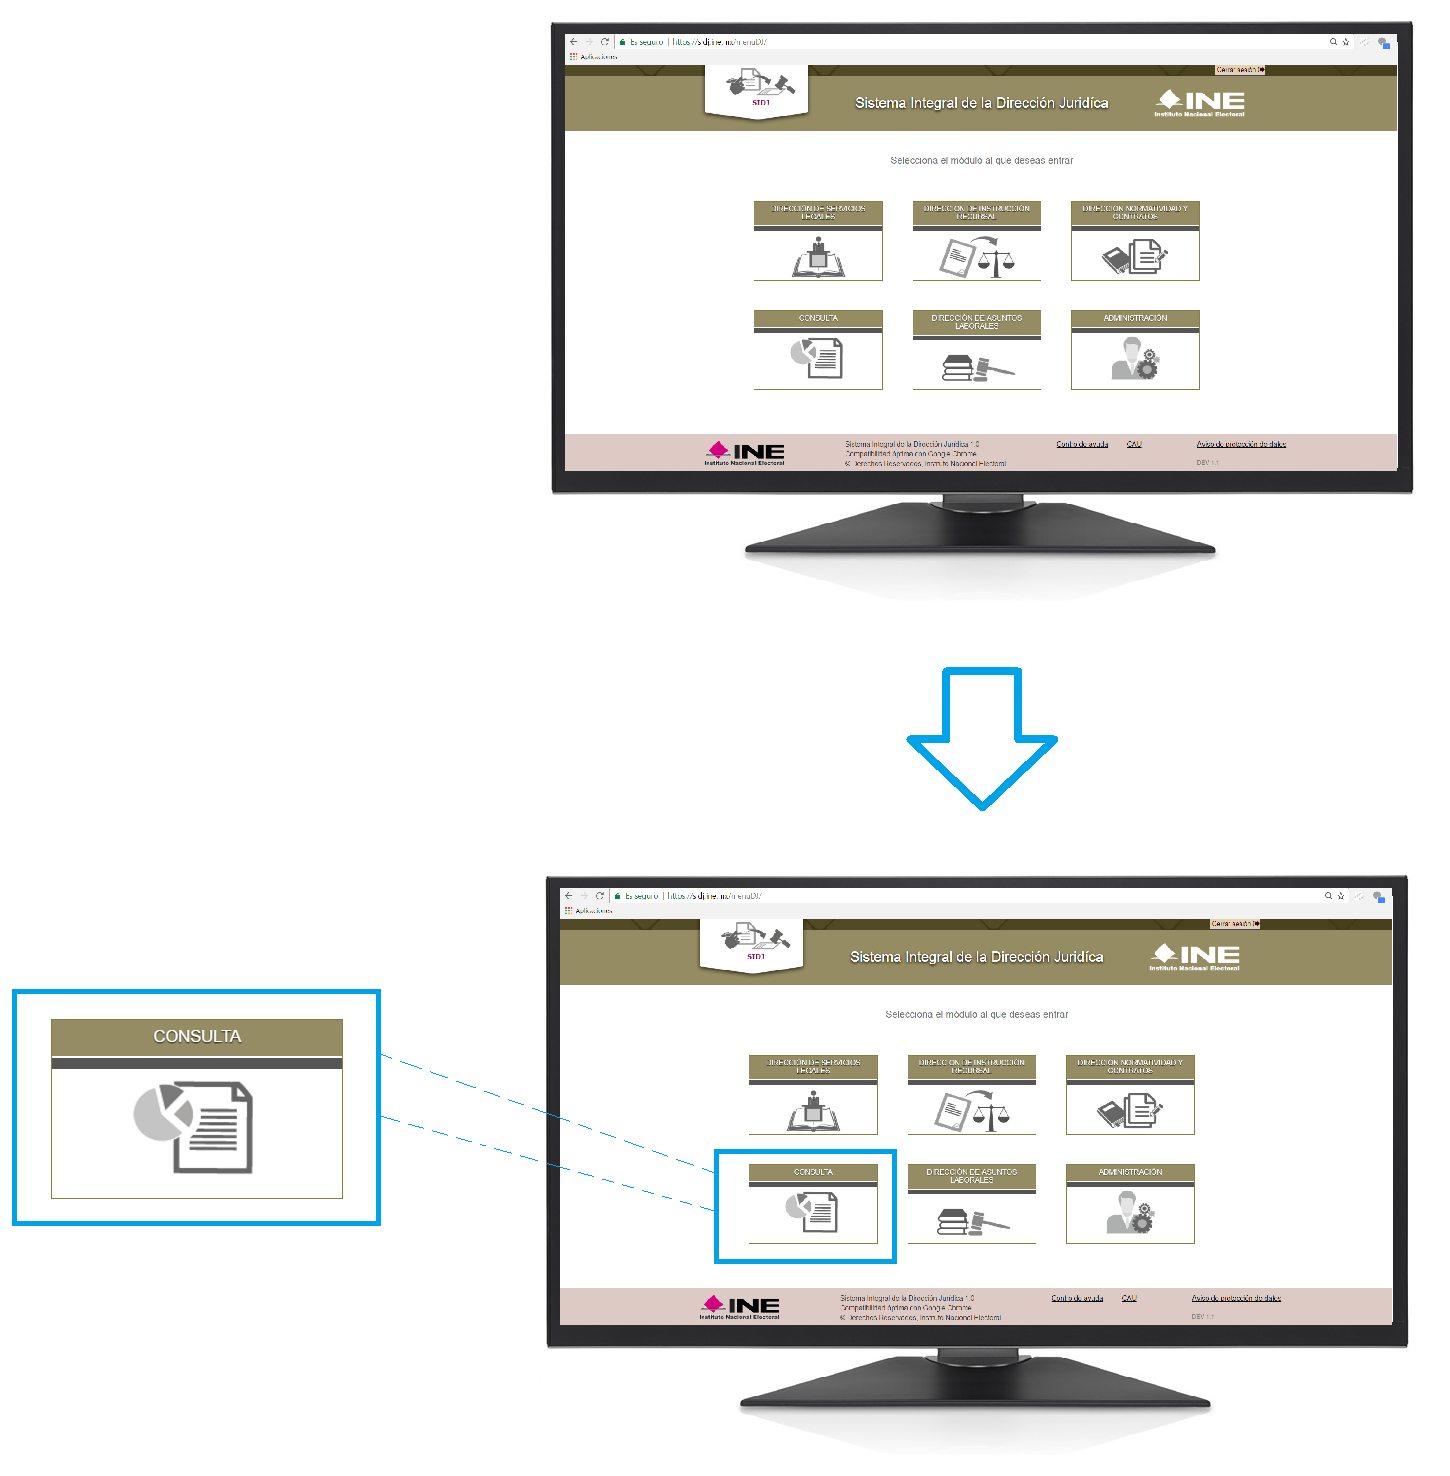 Es seguro | https://sidj.ine.mx/menuDJ/
Aplicaciones
Cerrar sesión
SIDJ
Sistema Integral de la Dirección Jurídica
INE
Instituto Nacional Electoral
Selecciona el módulo al que deseas entrar
DIRECCIÓN DE SERVICIOS
LEGALES
DIRECCIÓN DE INSTRUCCIÓN
RECURSAL
DIRECCIÓN NORMATIVIDAD Y
CONTRATOS
CONSULTA
DIRECCIÓN DE ASUNTOS
LABORALES
ADMINISTRACIÓN
INE
Instituto Nacional Electoral
Sistema Integral de la Dirección Jurídica 1.0
Compatibilidad óptima con Google Chrome
© Derechos Reservados, Instituto Nacional Electoral
Centro de ayuda
CAU
Aviso de protección de datos
DEV 1.1
Es seguro | https://sidj.ine.mx/menuDJ/
Aplicaciones
Cerrar sesión
SIDJ
Sistema Integral de la Dirección Jurídica
INE
Instituto Nacional Electoral
Selecciona el módulo al que deseas entrar
DIRECCIÓN DE SERVICIOS
LEGALES
DIRECCIÓN DE INSTRUCCIÓN
RECURSAL
DIRECCIÓN NORMATIVIDAD Y
CONTRATOS
CONSULTA
CONSULTA
DIRECCIÓN DE ASUNTOS
LABORALES
ADMINISTRACIÓN
INE
Instituto Nacional Electoral
Sistema Integral de la Dirección Jurídica 1.0
Compatibilidad óptima con Google Chrome
© Derechos Reservados, Instituto Nacional Electoral
Centro de ayuda
CAU
Aviso de protección de datos
DEV 1.1